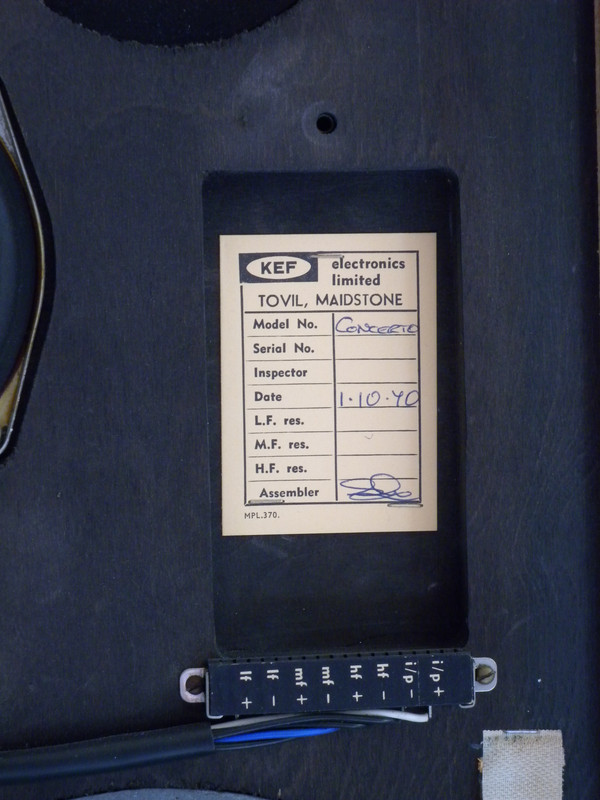 KEF electronics
limited
TOVIL, MAIDSTONE
Model No. CONCERTO
Serial No.
Inspector
Date 1.10.70
L.F. res.
M.F. res.
H.F. res.
Assembler
MPL.370.
lf + lf - mf + mf - hf + hf - i/p - i/p +